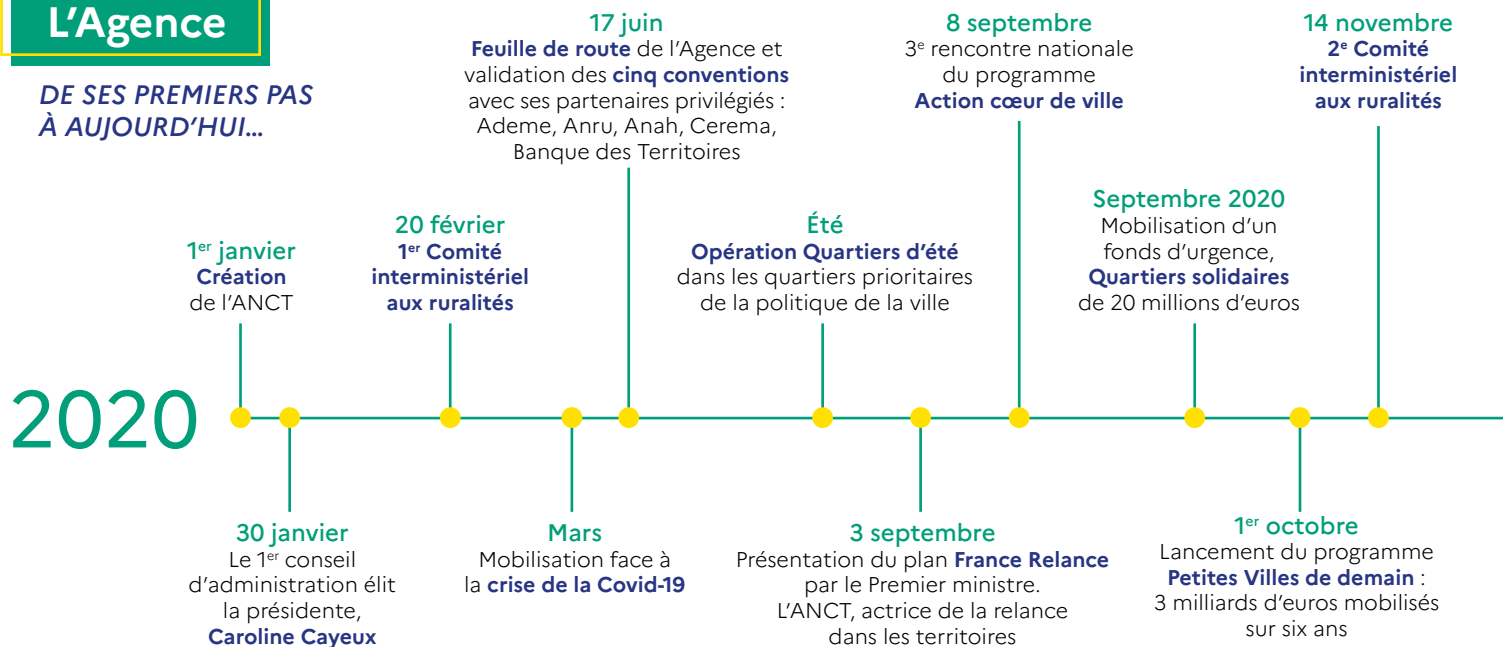 L'Agence
DE SES PREMIERS PAS
À AUJOURD'HUI...
2020
1er janvier
Création
de l'ANCT
30 janvier
Le 1er conseil
d'administration élit
la présidente,
Caroline Cayeux
20 février
1er Comité
interministériel
aux ruralités
Mars
Mobilisation face à
la crise de la Covid-19
17 juin
Feuille de route de l'Agence et
validation des cinq conventions
avec ses partenaires privilégiés :
Ademe, Anru, Anah, Cerema,
Banque des Territoires
Été
Opération Quartiers d'été
dans les quartiers prioritaires
de la politique de la ville
3 septembre
Présentation du plan France Relance
par le Premier ministre.
L'ANCT, actrice de la relance
dans les territoires
8 septembre
3e rencontre nationale
du programme
Action cœur de ville
Septembre 2020
Mobilisation d'un
fonds d'urgence,
Quartiers solidaires
de 20 millions d'euros
1er octobre
Lancement du programme
Petites Villes de demain :
3 milliards d'euros mobilisés
sur six ans
14 novembre
2e Comité
interministériel
aux ruralités